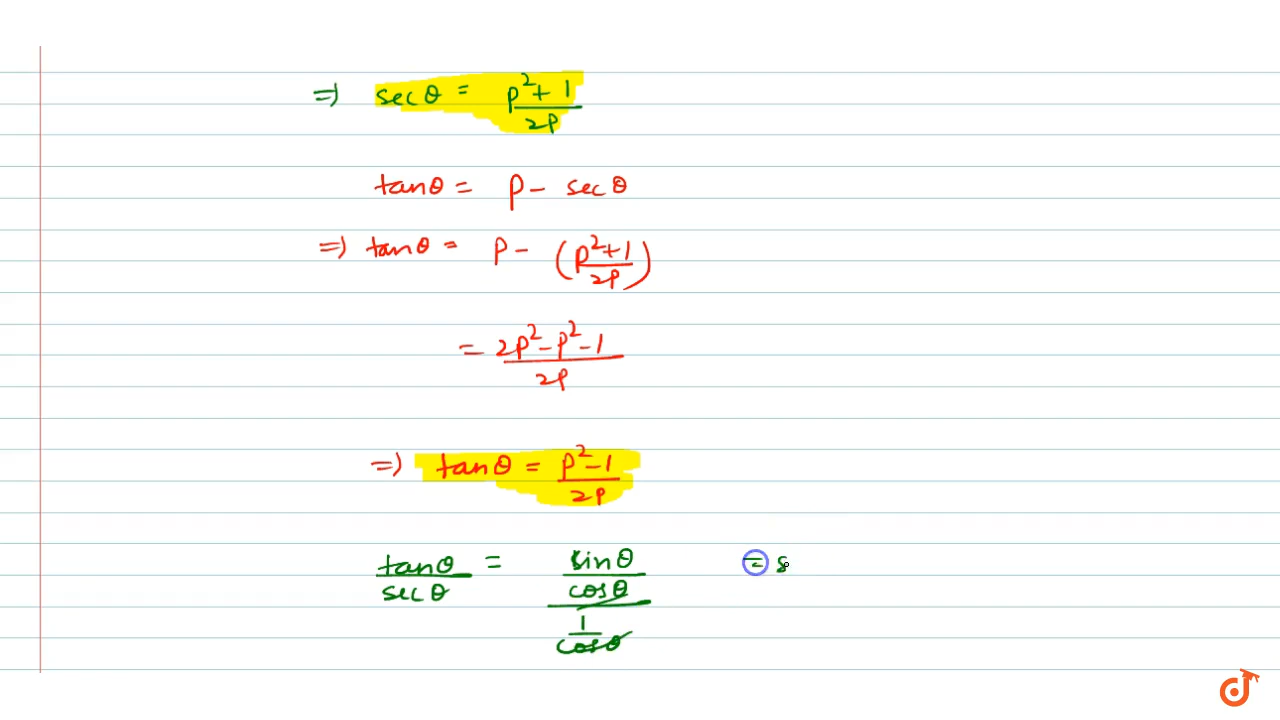 ⇒ secθ = p²+1/2p
tanθ = p - secθ
⇒ tanθ = p - (p²+1/2p)
= 2p²-p²-1/2p
⇒ tanθ = p²-1/2p
tanθ/secθ = sinθ/cosθ/1/cosθ = s